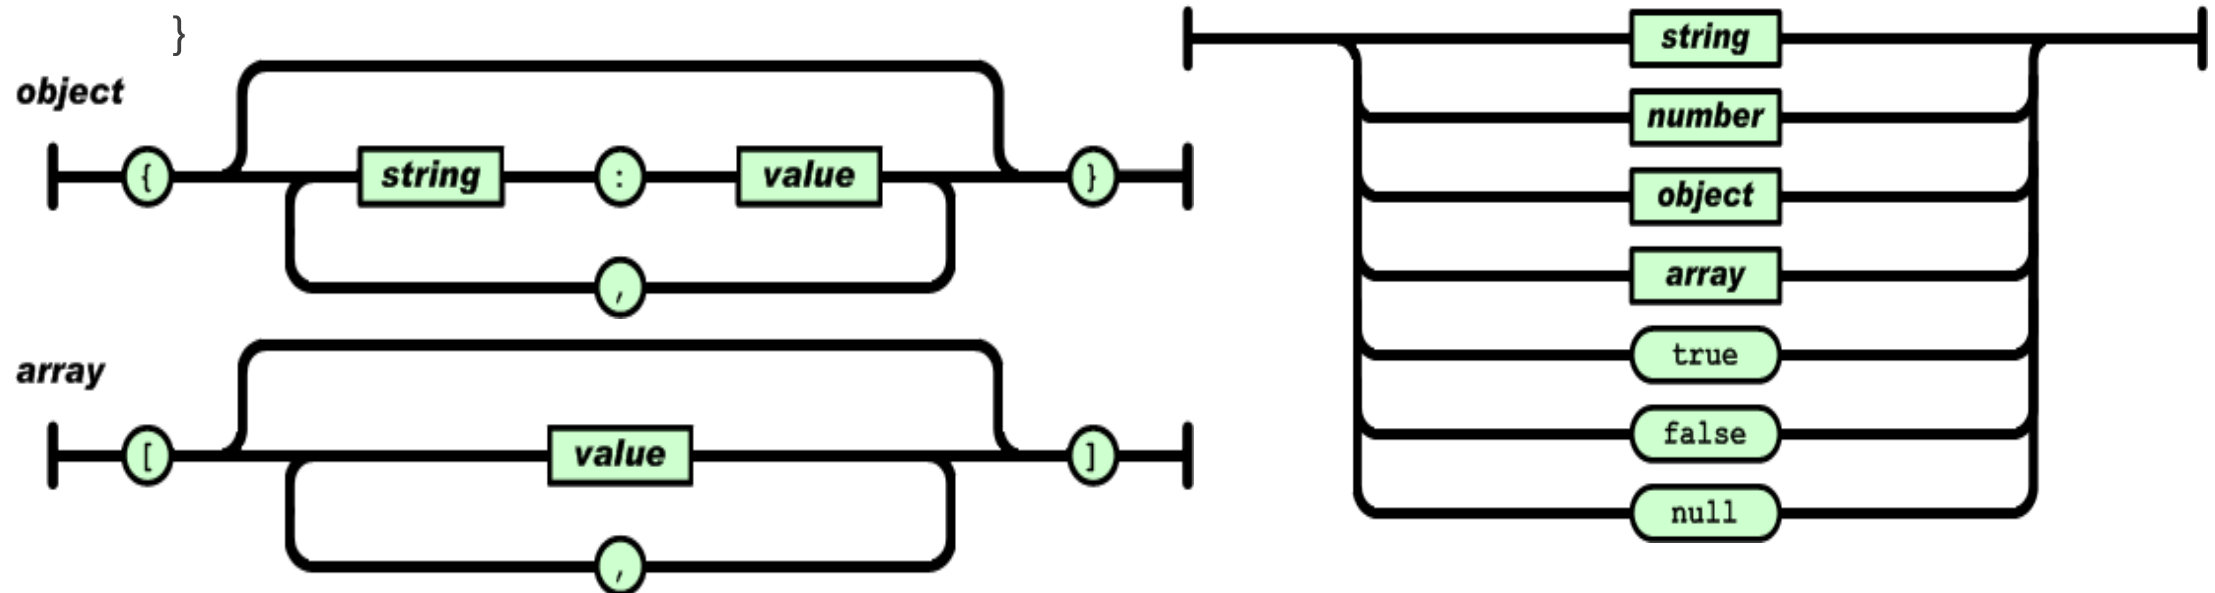 }
object
{ string : value }
,
array
[ value ]
,
string
number
object
array
true
false
null